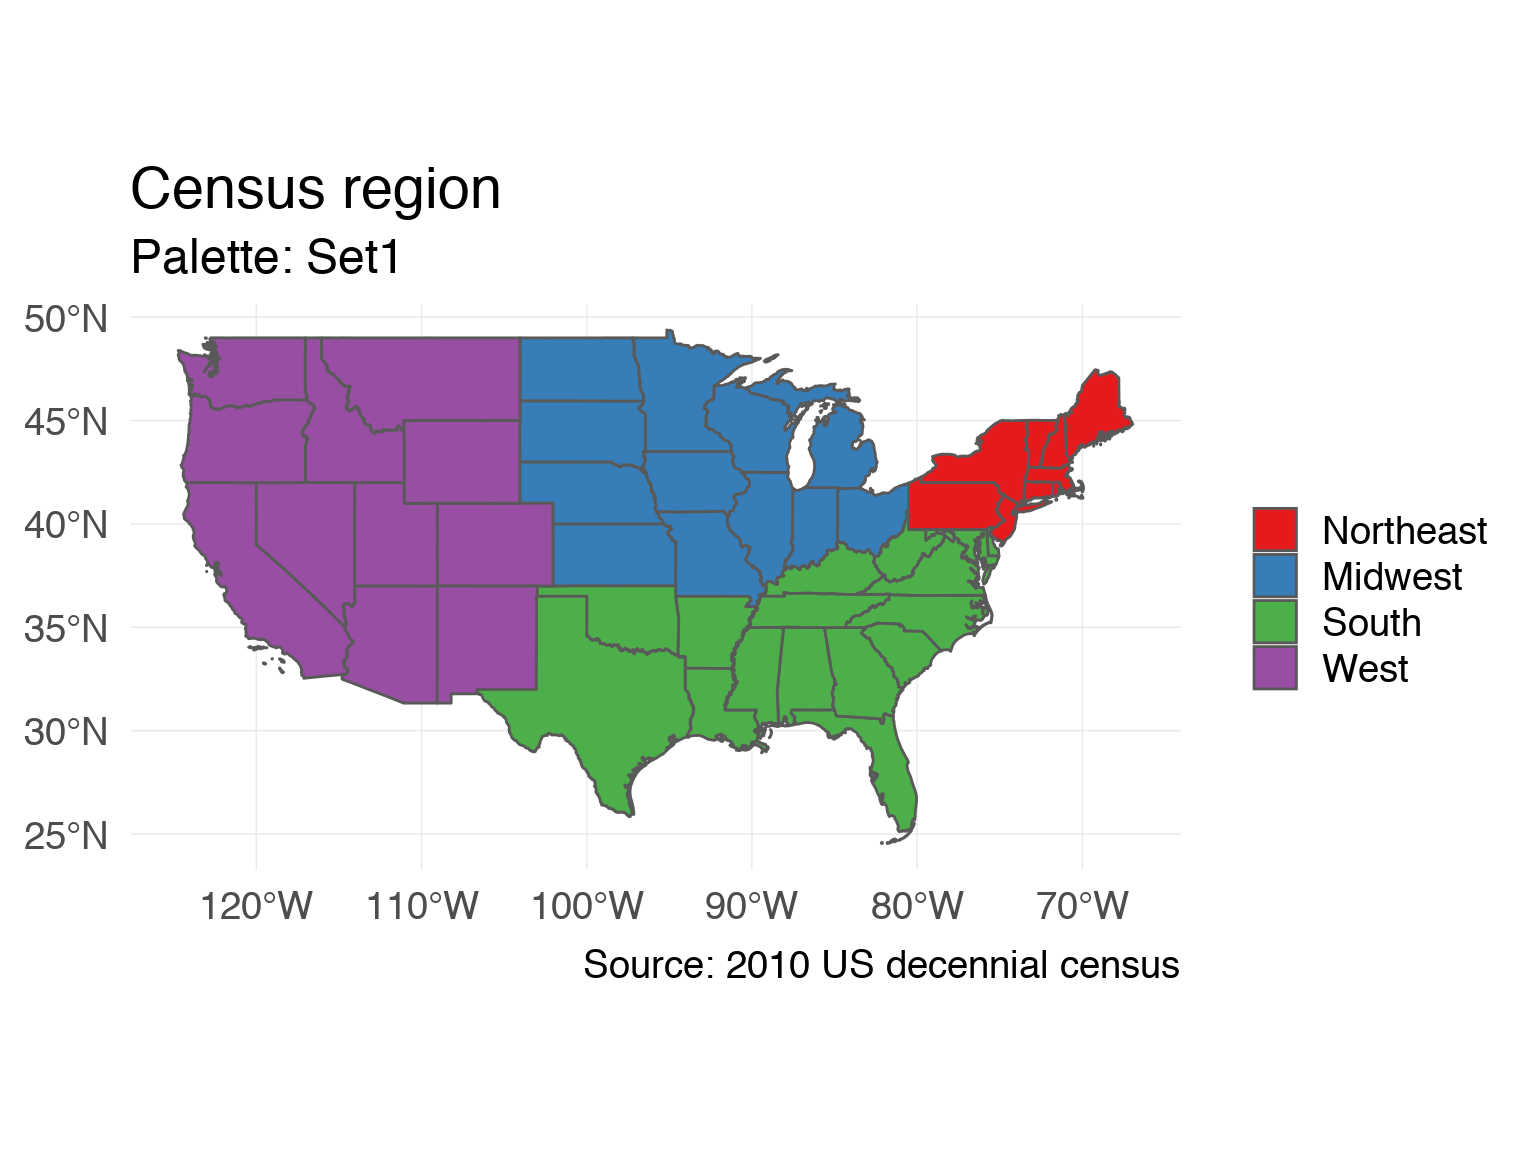 Census region
Palette: Set1
50°N
45°N
40°N
35°N
30°N
25°N
120°W 110°W 100°W 90°W 80°W 70°W
Northeast
Midwest
South
West
Source: 2010 US decennial census